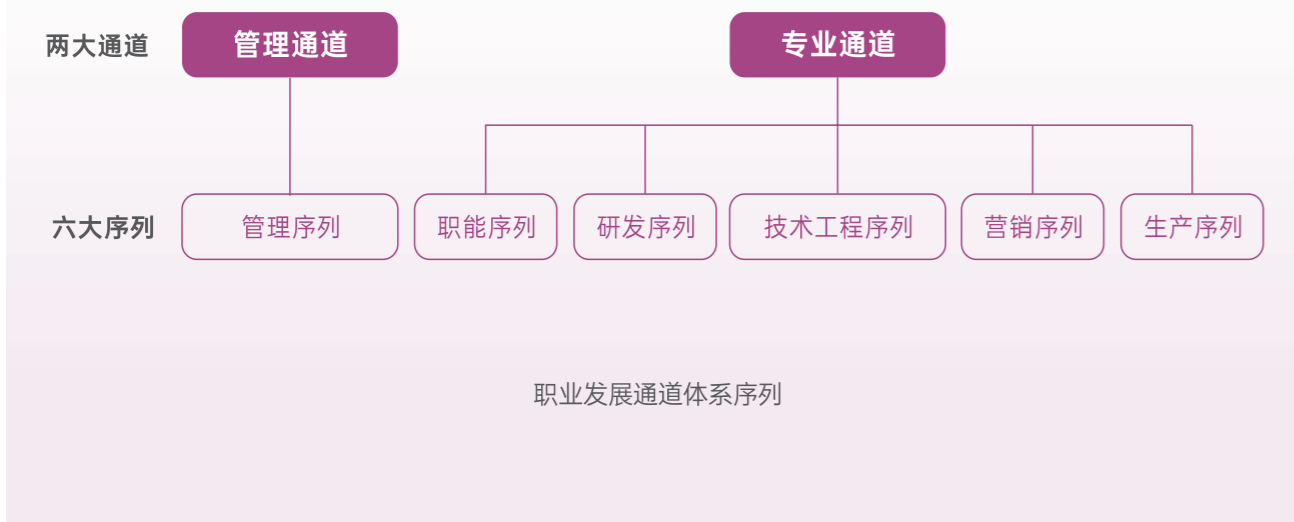 两大通道 管理通道 专业通道
六大序列 管理序列 职能序列 研发序列 技术工程序列 营销序列 生产序列
职业发展通道体系序列